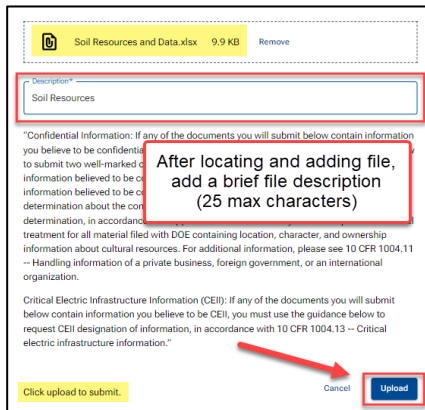 Soil Resources and Data.xlsx 9.9 KB Remove
Description*
Soil Resources
"Confidential Information: If any of the documents you will submit below contain information
you believe to be confidential
to submit two well-marked
information believed to be
information believed to be
determination about the
determination, in accordance
treatment for all material filed with DOE containing location, character, and ownership
information about cultural resources. For additional information, please see 10 CFR 1004.11
-- Handling information of a private business, foreign government, or an international
organization.
After locating and adding file,
add a brief file description
(25 max characters)
Critical Electric Infrastructure Information (CEII): If any of the documents you will submit
below contain information you believe to be CEII, you must use the guidance below to
request CEII designation of information, in accordance with 10 CFR 1004.13 -- Critical
electric infrastructure information."
Click upload to submit.
Cancel
Upload